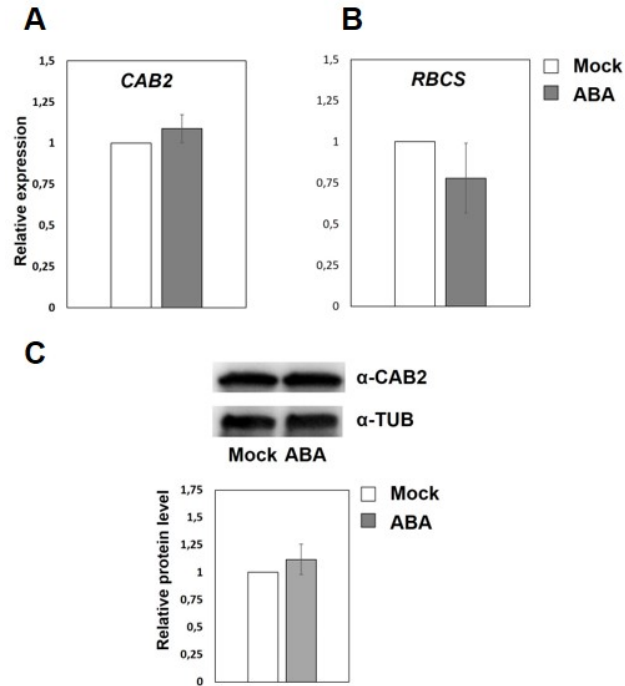 A
B
CAB2
RBCS
Mock
ABA
Relative expression
1,5
1,25
1
0,75
0,5
0,25
0
1,5
1,25
1
0,75
0,5
0,25
0
C
α-CAB2
α-TUB
Mock ABA
Relative protein level
1,75
1,5
1,25
1
0,75
0,5
0,25
0
Mock
ABA